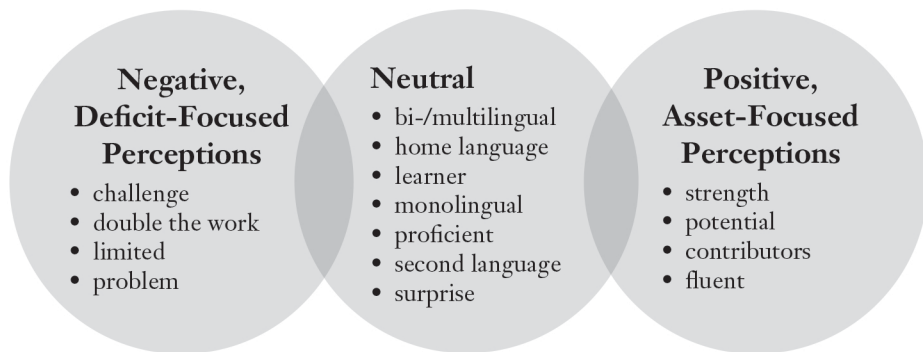 Negative,
Deficit-Focused
Perceptions
• challenge
• double the work
• limited
• problem
Neutral
• bi-/multilingual
• home language
• learner
• monolingual
• proficient
• second language
• surprise
Positive,
Asset-Focused
Perceptions
• strength
• potential
• contributors
• fluent